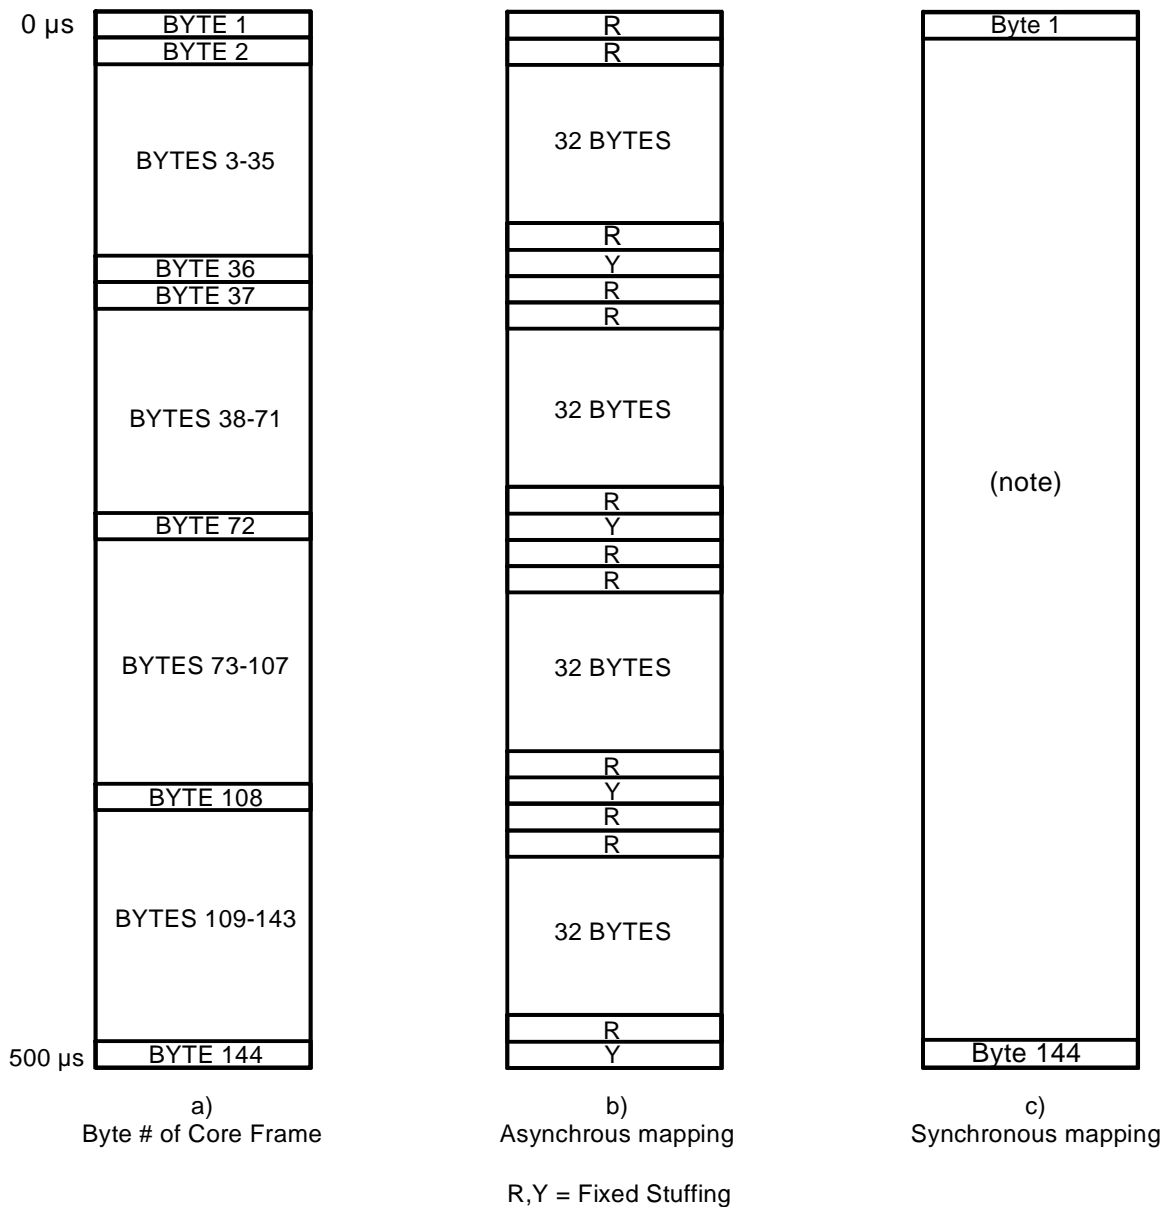 0 µs
BYTE 1
BYTE 2
BYTES 3-35
BYTE 36
BYTE 37
BYTES 38-71
BYTE 72
BYTES 73-107
BYTE 108
BYTES 109-143
500 µs
BYTE 144
a)
Byte # of Core Frame
R
R
32 BYTES
R
Y
R
R
32 BYTES
R
Y
R
R
32 BYTES
R
Y
R
R
32 BYTES
R
Y
b)
Asynchrous mapping
Byte 1
(note)
Byte 144
c)
Synchronous mapping
R,Y = Fixed Stuffing